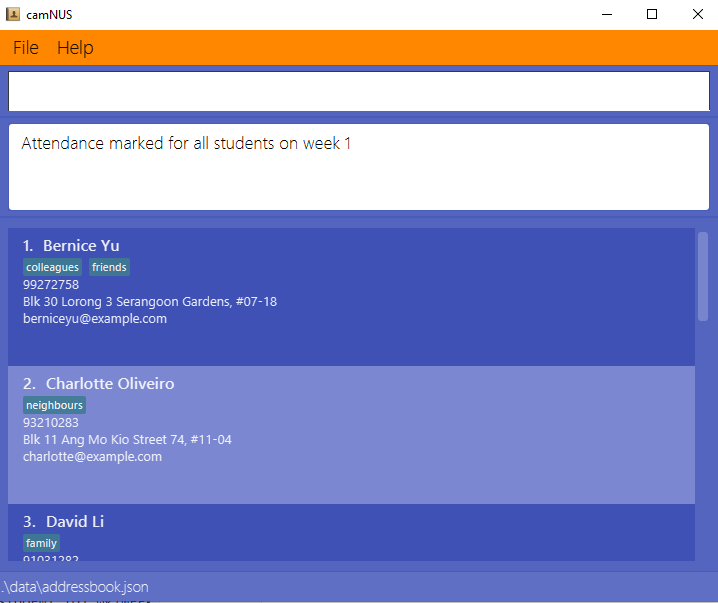 camNUS
File Help
Attendance marked for all students on week 1
1. Bernice Yu
colleagues friends
99272758
Blk 30 Lorong 3 Serangoon Gardens, #07-18
berniceyu@example.com
2. Charlotte Oliveiro
neighbours
93210283
Blk 11 Ang Mo Kio Street 74, #11-04
charlotte@example.com
3. David Li
family
91031282
.\data\addressbook.json